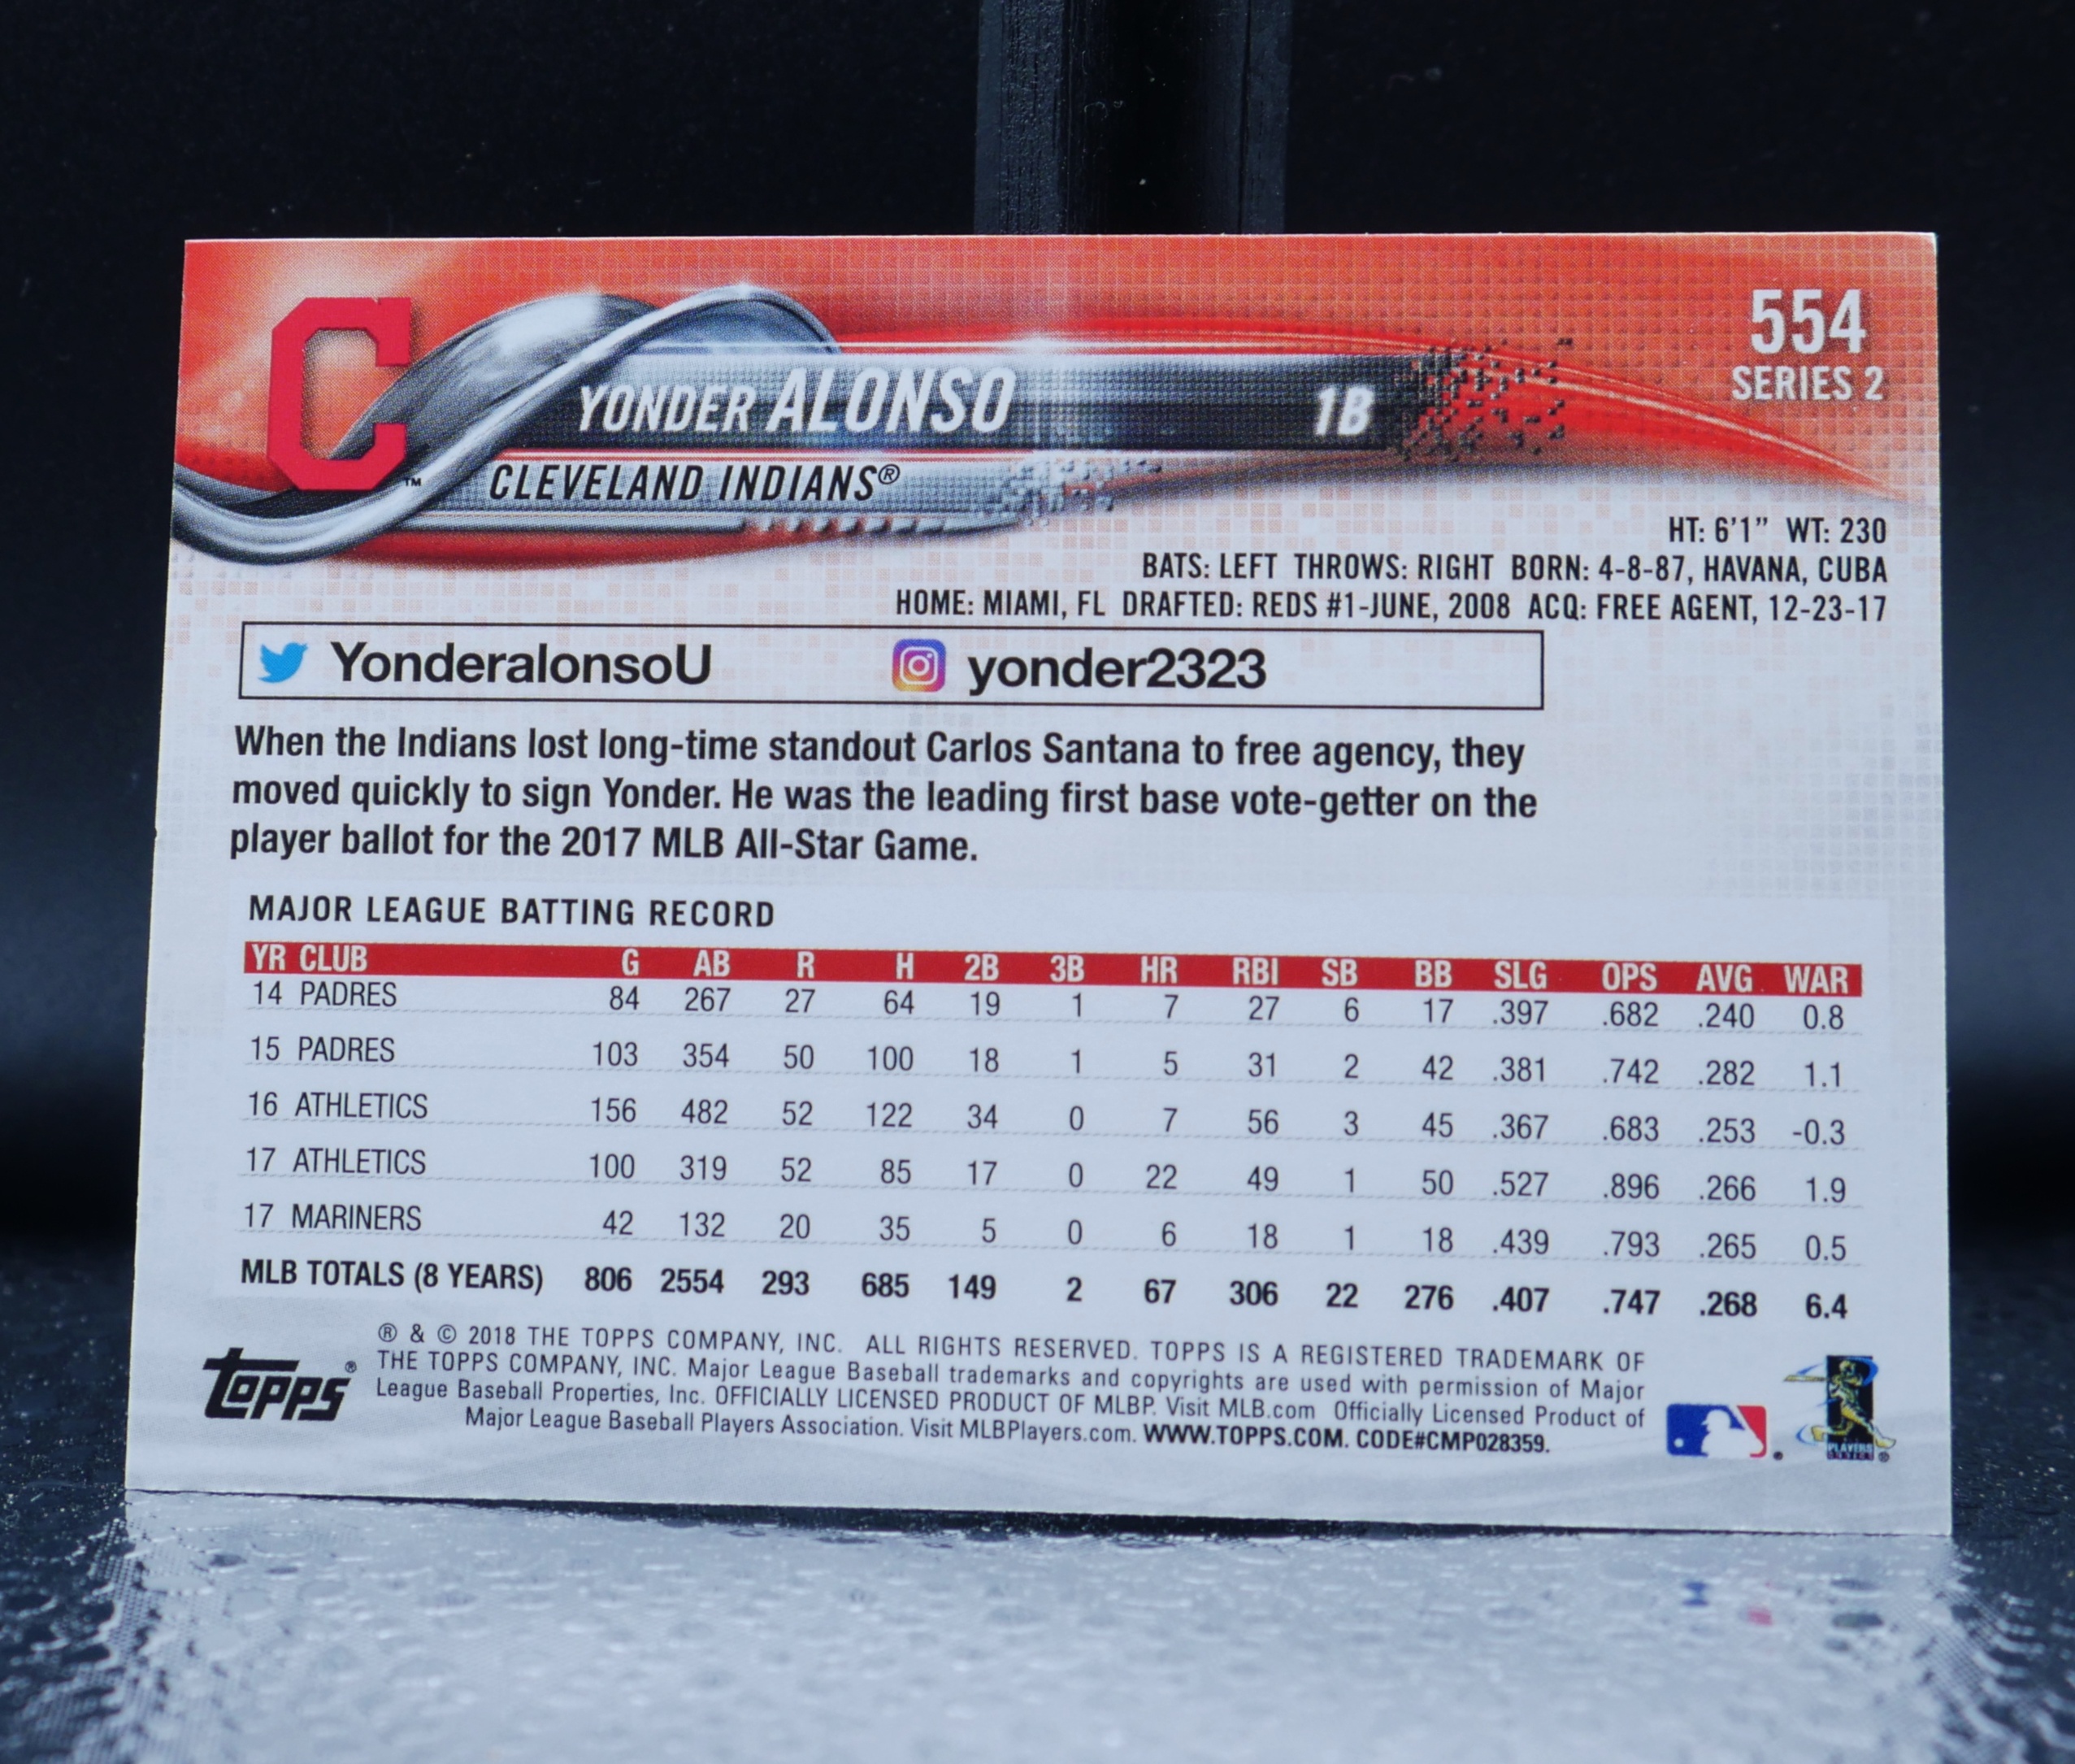 C
™
554
SERIES 2
YONDER ALONSO 1B
CLEVELAND INDIANS®
HT: 6'1” WT: 230
BATS: LEFT THROWS: RIGHT BORN: 4-8-87, HAVANA, CUBA
HOME: MIAMI, FL DRAFTED: REDS #1-JUNE, 2008 ACQ: FREE AGENT, 12-23-17
YonderalonsoU yonder2323
When the Indians lost long-time standout Carlos Santana to free agency, they
moved quickly to sign Yonder. He was the leading first base vote-getter on the
player ballot for the 2017 MLB All-Star Game.
MAJOR LEAGUE BATTING RECORD
YR CLUB G AB R H 2B 3B HR RBI SB BB SLG OPS AVG WAR
14 PADRES 84 267 27 64 19 1 7 27 6 17 .397 .682 .240 0.8
15 PADRES 103 354 50 100 18 1 5 31 2 42 .381 .742 .282 1.1
16 ATHLETICS 156 482 52 122 34 0 7 56 3 45 .367 .683 .253 -0.3
17 ATHLETICS 100 319 52 85 17 0 22 49 1 50 .527 .896 .266 1.9
17 MARINERS 42 132 20 35 5 0 6 18 1 18 .439 .793 .265 0.5
MLB TOTALS (8 YEARS) 806 2554 293 685 149 2 67 306 22 276 .407 .747 .268 6.4
topps®
® & © 2018 THE TOPPS COMPANY, INC. ALL RIGHTS RESERVED. TOPPS IS A REGISTERED TRADEMARK OF
THE TOPPS COMPANY, INC. Major League Baseball trademarks and copyrights are used with permission of Major
League Baseball Properties, Inc. OFFICIALLY LICENSED PRODUCT OF MLBP. Visit MLB.com Officially Licensed Product of
Major League Baseball Players Association. Visit MLBPlayers.com. WWW.TOPPS.COM. CODE#CMP028359.
PLAYERS
CHOICE
®